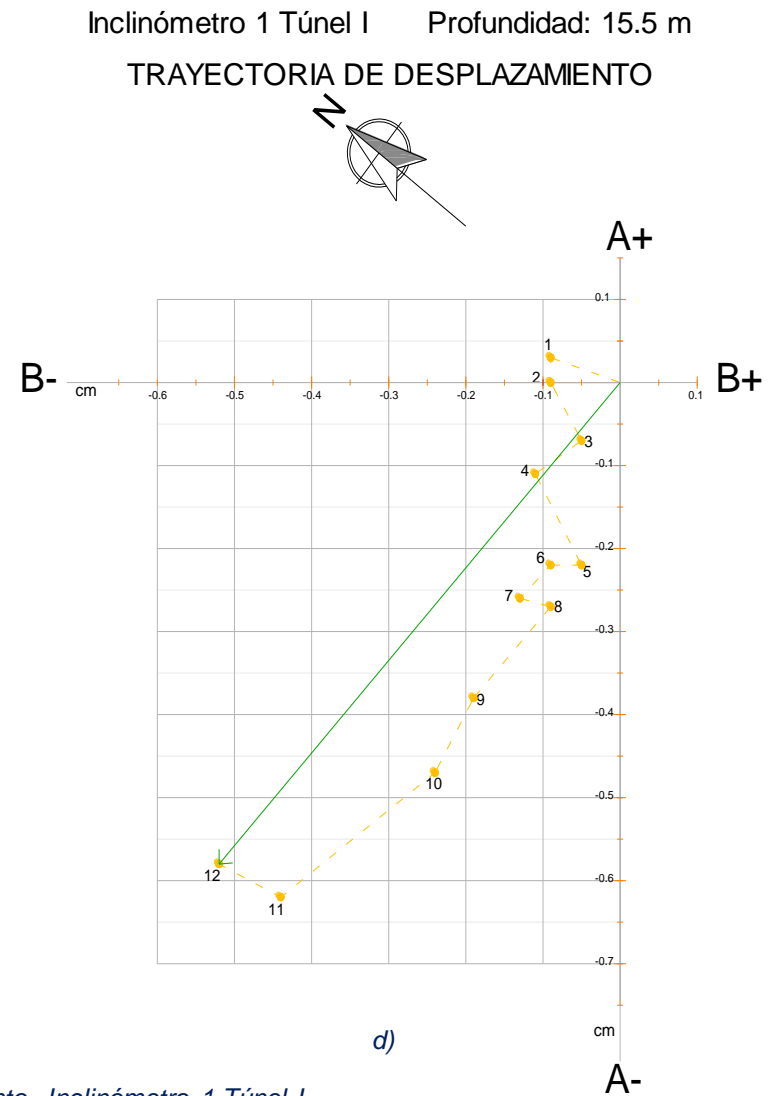 Inclinómetro 1 Túnel I Profundidad: 15.5 m
TRAYECTORIA DE DESPLAZAMIENTO
N
A+
0.1
1
B-
cm
2
B+
-0.6
-0.5
-0.4
-0.3
-0.2
-0.1
0.1
3
4
-0.1
-0.2
6
5
7
8
-0.3
9
-0.4
10
-0.5
12
-0.6
11
-0.7
cm
d)
A-